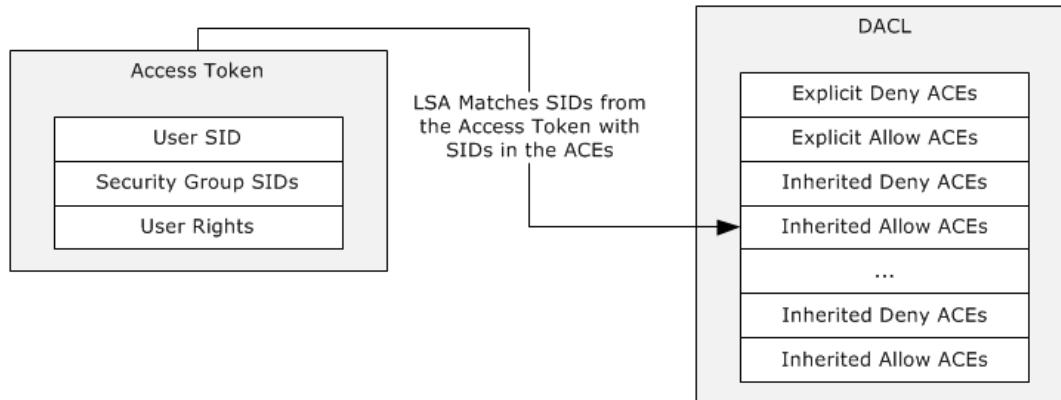 Access Token
User SID
Security Group SIDs
User Rights
LSA Matches SIDs from
the Access Token with
SIDs in the ACEs
DACL
Explicit Deny ACEs
Explicit Allow ACEs
Inherited Deny ACEs
Inherited Allow ACEs
...
Inherited Deny ACEs
Inherited Allow ACEs